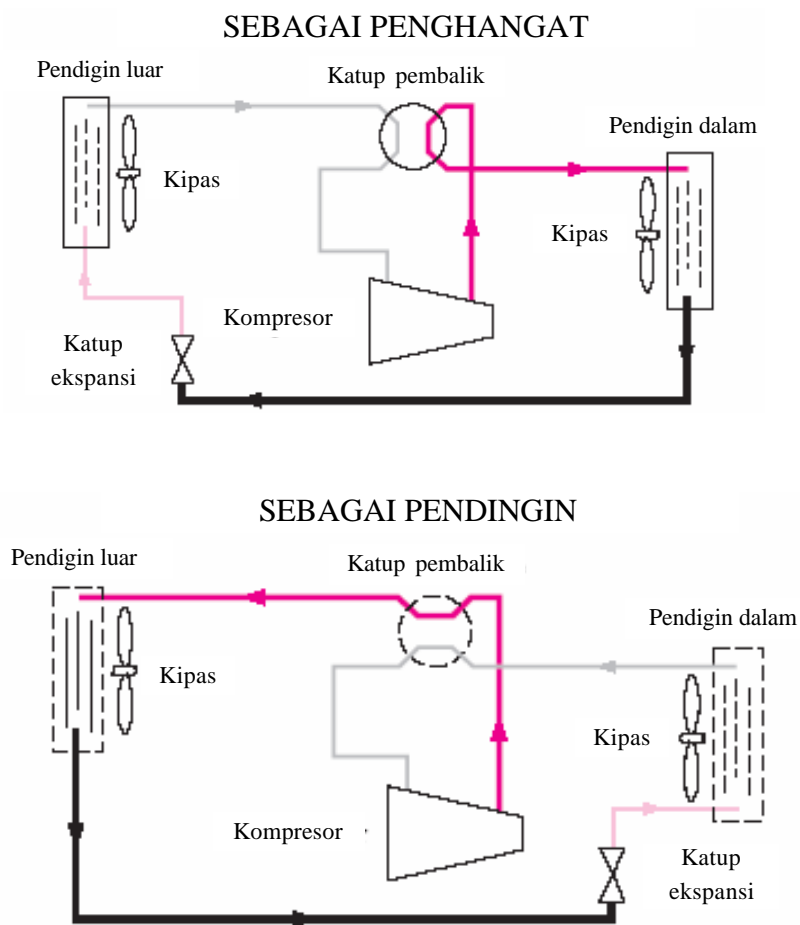 SEBAGAI PENGHANGAT
Pendigin luar
Katup pembalik
Pendigin dalam
Kipas
Kipas
Kompresor
Katup
ekspansi
SEBAGAI PENDINGIN
Pendigin luar
Katup pembalik
Pendigin dalam
Kipas
Kipas
Kompresor
Katup
ekspansi